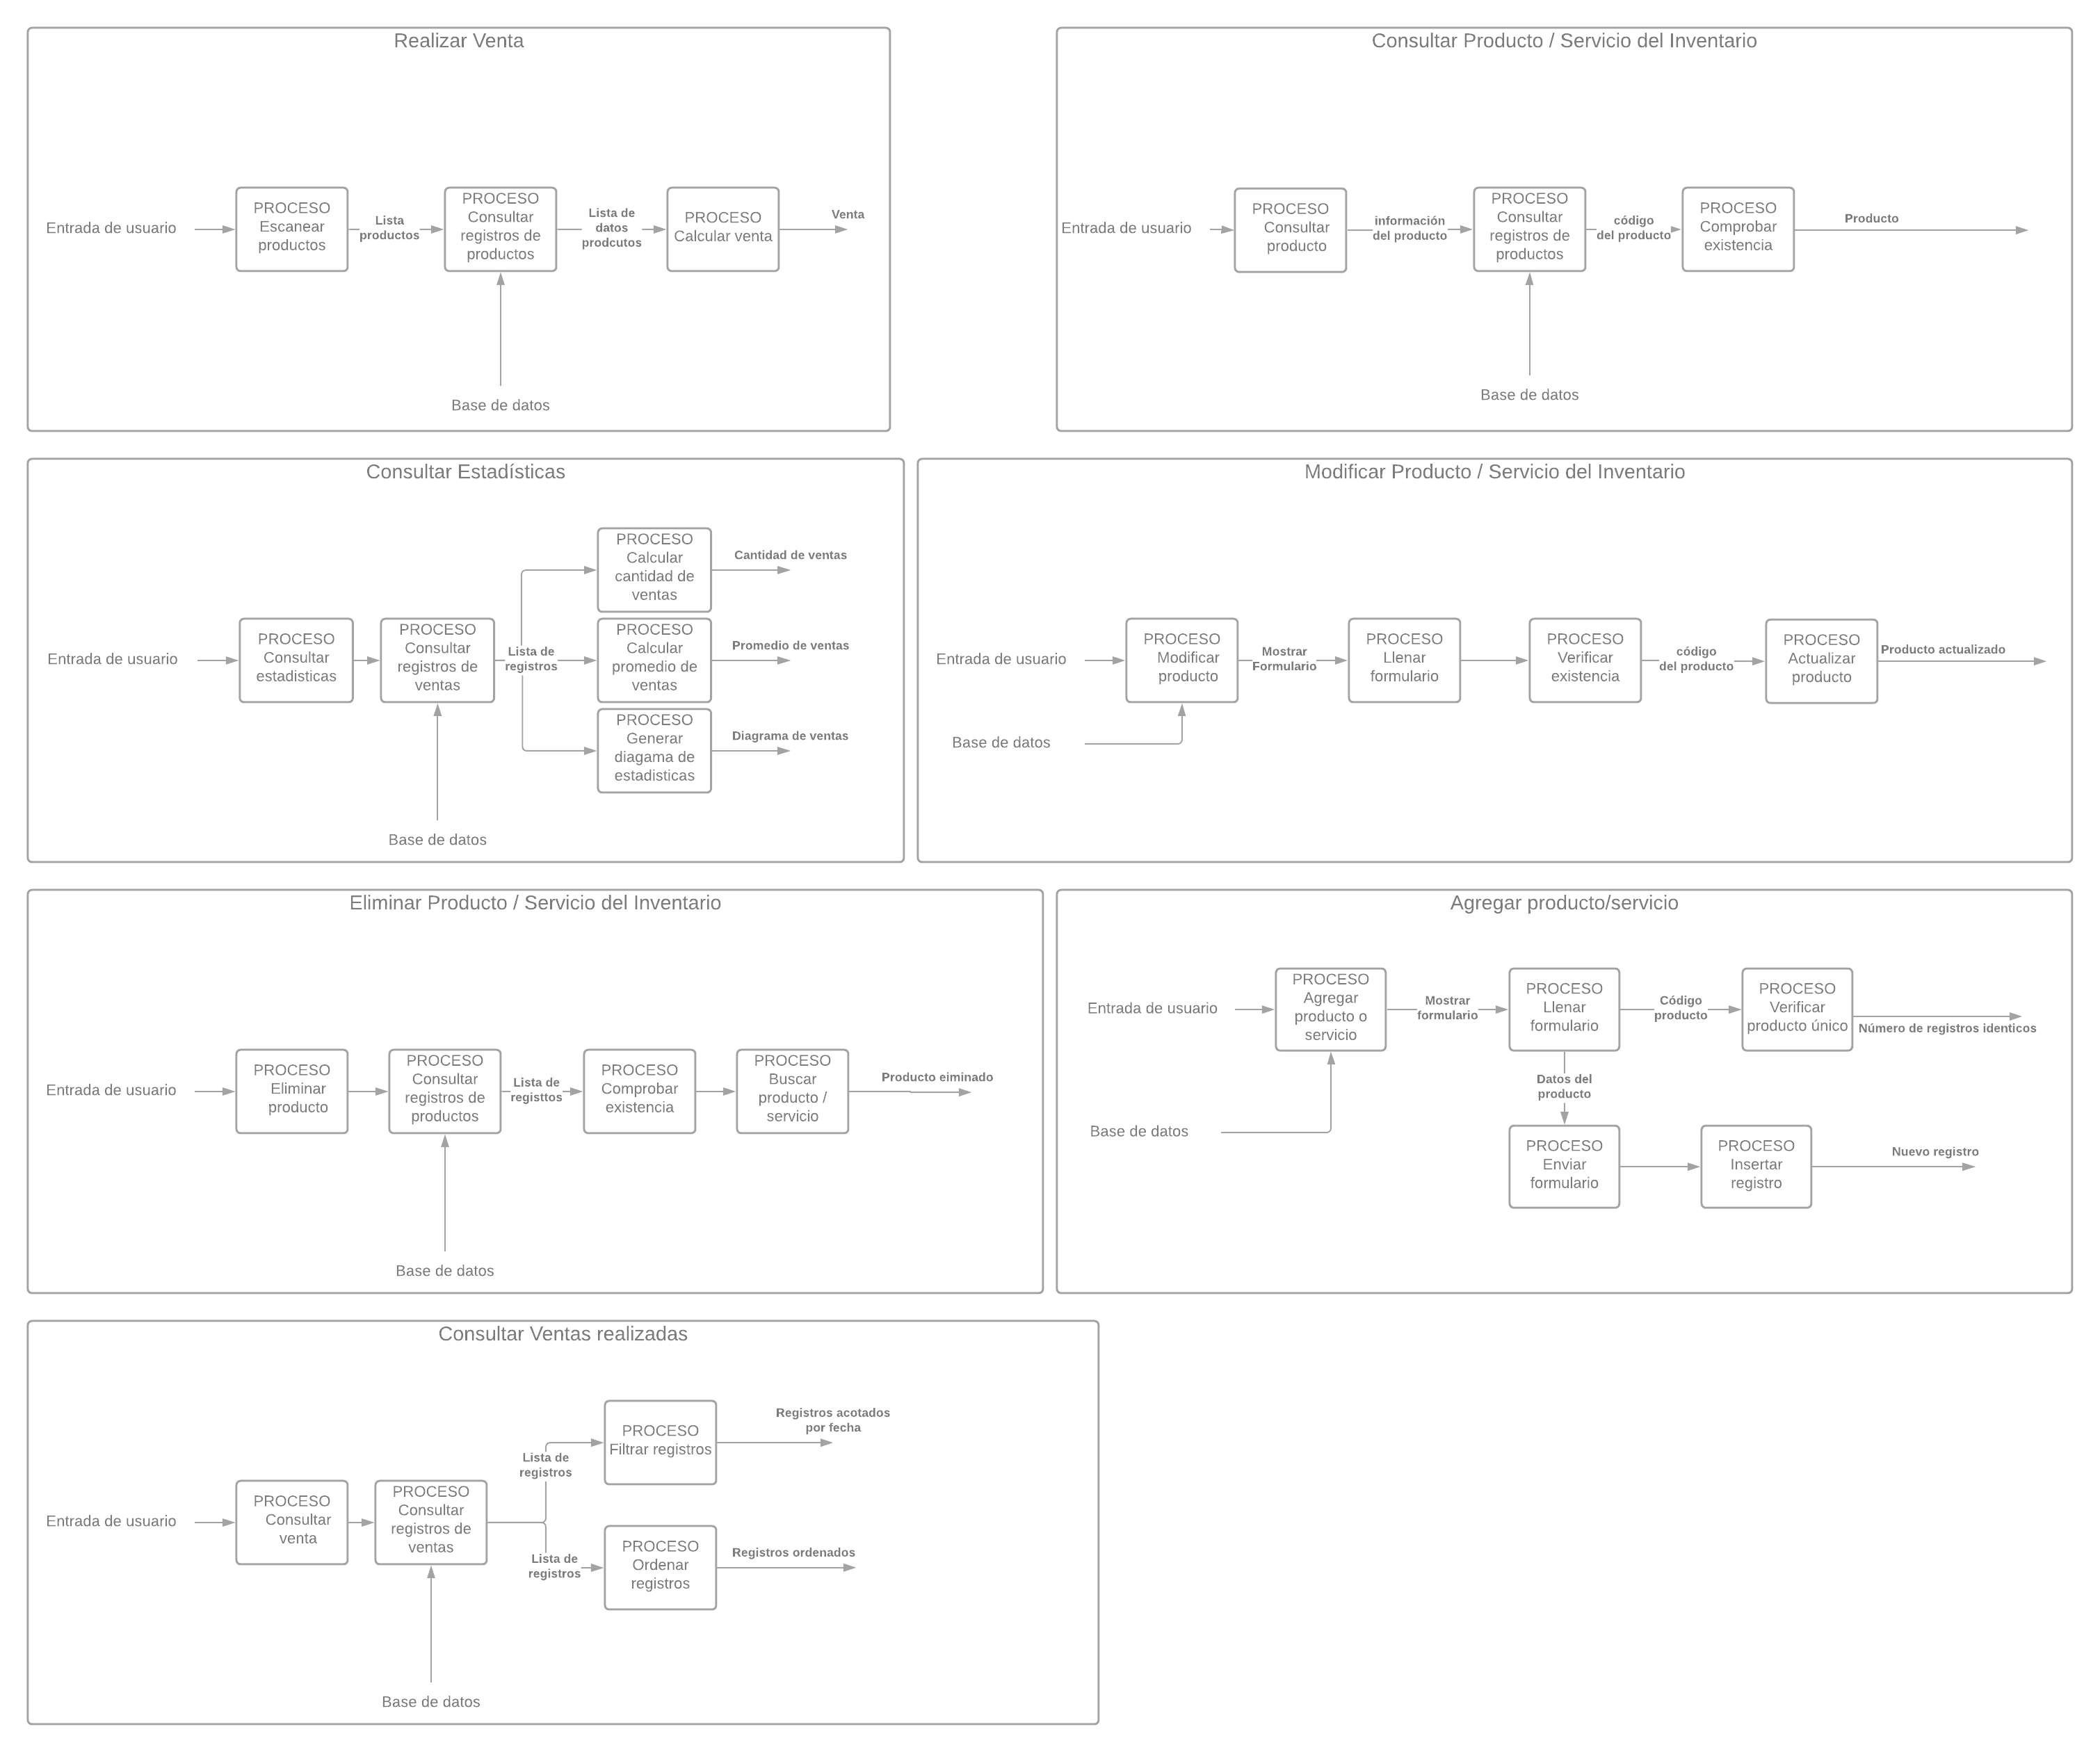 Realizar Venta
Entrada de usuario
PROCESO
Escanear
productos
Lista
productos
PROCESO
Consultar
registros de
productos
Lista de
datos
prodcutos
PROCESO
Calcular venta
Venta
Base de datos
Consultar Producto / Servicio del Inventario
Entrada de usuario
PROCESO
Consultar
producto
información
del producto
PROCESO
Consultar
registros de
productos
código
del producto
PROCESO
Comprobar
existencia
Producto
Base de datos
Consultar Estadísticas
Entrada de usuario
PROCESO
Consultar
estadisticas
PROCESO
Consultar
registros de
ventas
Lista de
registros
PROCESO
Calcular
cantidad de
ventas
Cantidad de ventas
PROCESO
Calcular
promedio de
ventas
Promedio de ventas
PROCESO
Generar
diagama de
estadisticas
Diagrama de ventas
Base de datos
Modificar Producto / Servicio del Inventario
Entrada de usuario
PROCESO
Modificar
producto
Mostrar
Formulario
PROCESO
Llenar
formulario
PROCESO
Verificar
existencia
código
del producto
PROCESO
Actualizar
producto
Producto actualizado
Base de datos
Eliminar Producto / Servicio del Inventario
Entrada de usuario
PROCESO
Eliminar
producto
PROCESO
Consultar
registros de
productos
Lista de
registtos
PROCESO
Comprobar
existencia
PROCESO
Buscar
producto /
servicio
Producto eiminado
Base de datos
Agregar producto/servicio
Entrada de usuario
PROCESO
Agregar
producto o
servicio
Mostrar
formulario
PROCESO
Llenar
formulario
Código
producto
PROCESO
Verificar
producto único
Número de registros identicos
Datos del
producto
Base de datos
PROCESO
Enviar
formulario
PROCESO
Insertar
registro
Nuevo registro
Consultar Ventas realizadas
Entrada de usuario
PROCESO
Consultar
venta
PROCESO
Consultar
registros de
ventas
Lista de
registros
PROCESO
Filtrar registros
Registros acotados
por fecha
Lista de
registros
PROCESO
Ordenar
registros
Registros ordenados
Base de datos